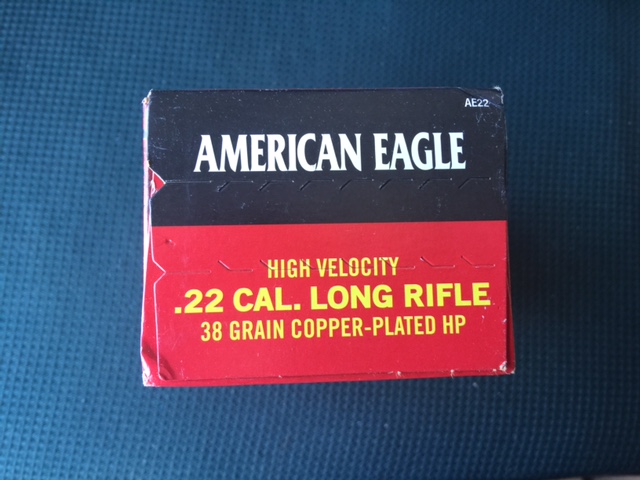 AE22
AMERICAN EAGLE
HIGH VELOCITY
.22 CAL. LONG RIFLE
38 GRAIN COPPER-PLATED HP